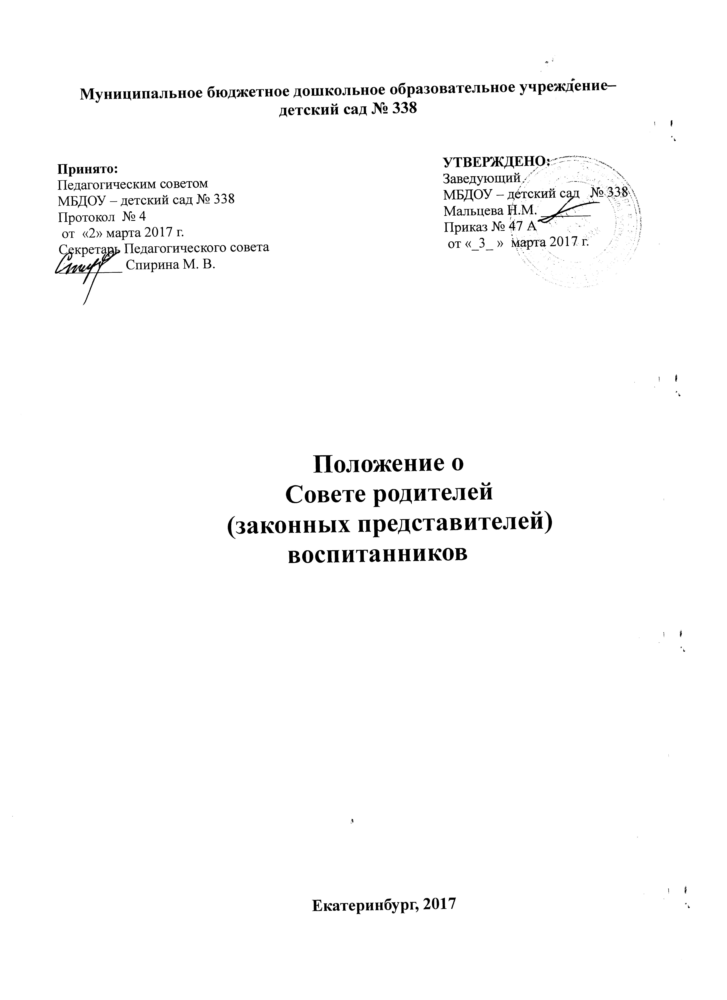 Муниципальное бюджетное дошкольное образовательное учреждение–
детский сад № 338
Принято:
Педагогическим советом
МБДОУ – детский сад № 338
Протокол № 4
от «2» марта 2017 г.
Секретарь Педагогического совета
_________ Спирина М. В.
УТВЕРЖДЕНО:
Заведующий
МБДОУ – детский сад № 338
Мальцева Н.М. _______
Приказ № 47 А
от «_3_ » марта 2017 г.
Положение о
Совете родителей
(законных представителей)
воспитанников
Екатеринбург, 2017